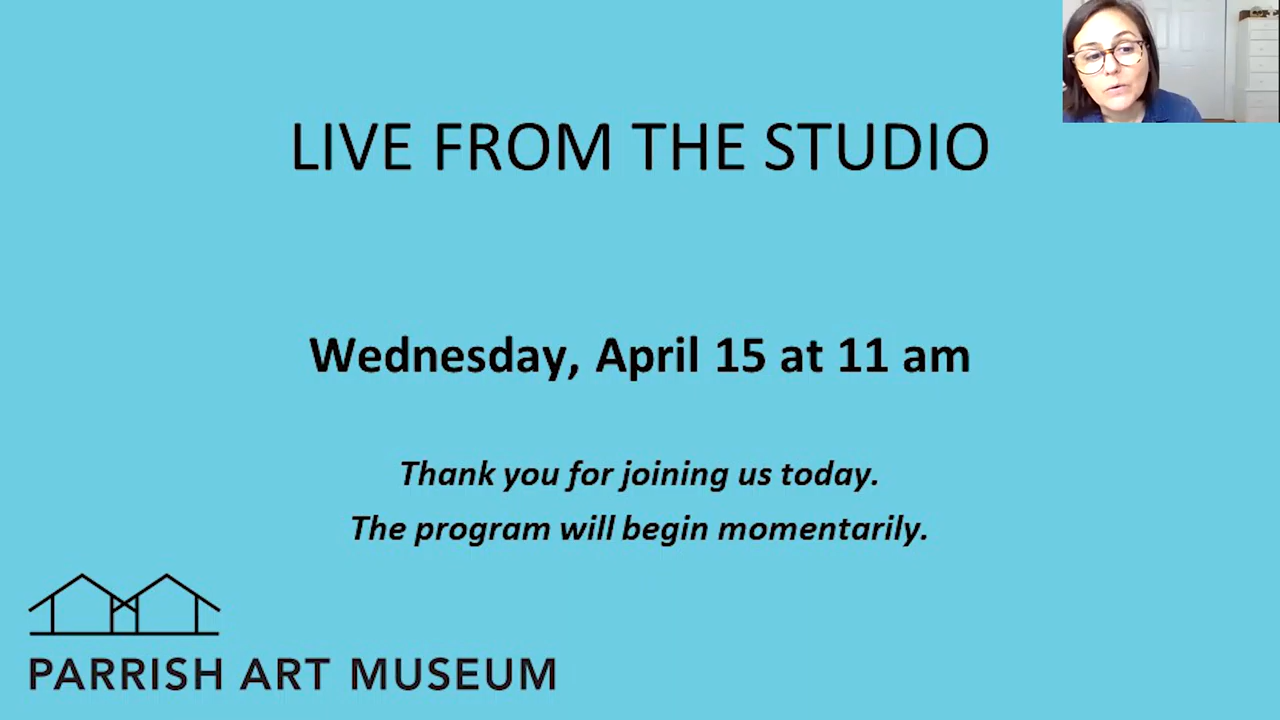 LIVE FROM THE STUDIO
Wednesday, April 15 at 11 am
Thank you for joining us today.
The program will begin momentarily.
PARRISH ART MUSEUM